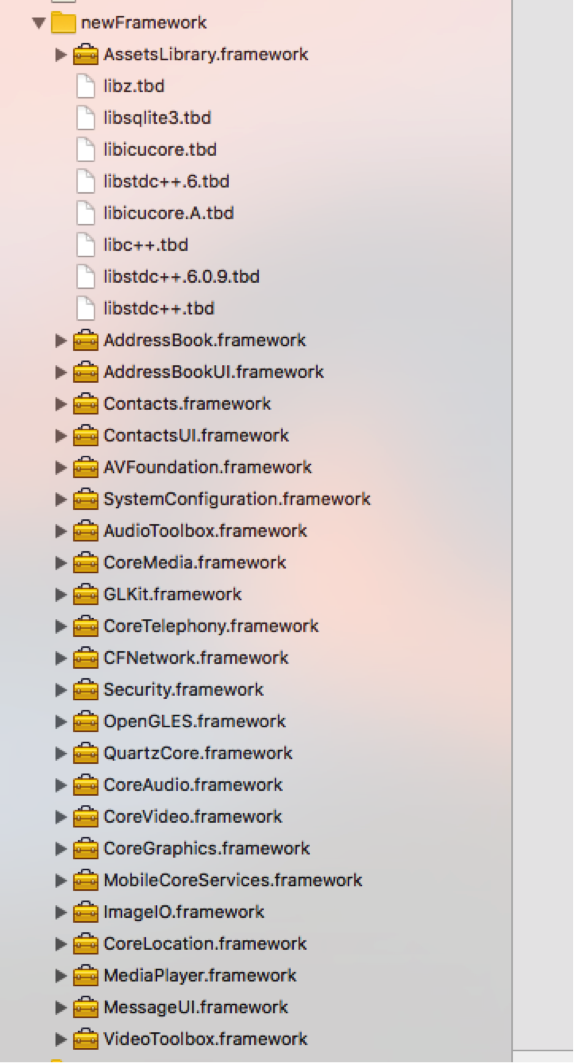 newFramework
AssetsLibrary.framework
libz.tbd
libsqlite3.tbd
libicucore.tbd
libstdc++.6.tbd
libicucore.A.tbd
libc++.tbd
libstdc++.6.0.9.tbd
libstdc++.tbd
AddressBook.framework
AddressBookUI.framework
Contacts.framework
ContactsUI.framework
AVFoundation.framework
SystemConfiguration.framework
AudioToolbox.framework
CoreMedia.framework
GLKit.framework
CoreTelephony.framework
CFNetwork.framework
Security.framework
OpenGLES.framework
QuartzCore.framework
CoreAudio.framework
CoreVideo.framework
CoreGraphics.framework
MobileCoreServices.framework
ImageIO.framework
CoreLocation.framework
MediaPlayer.framework
MessageUI.framework
VideoToolbox.framework